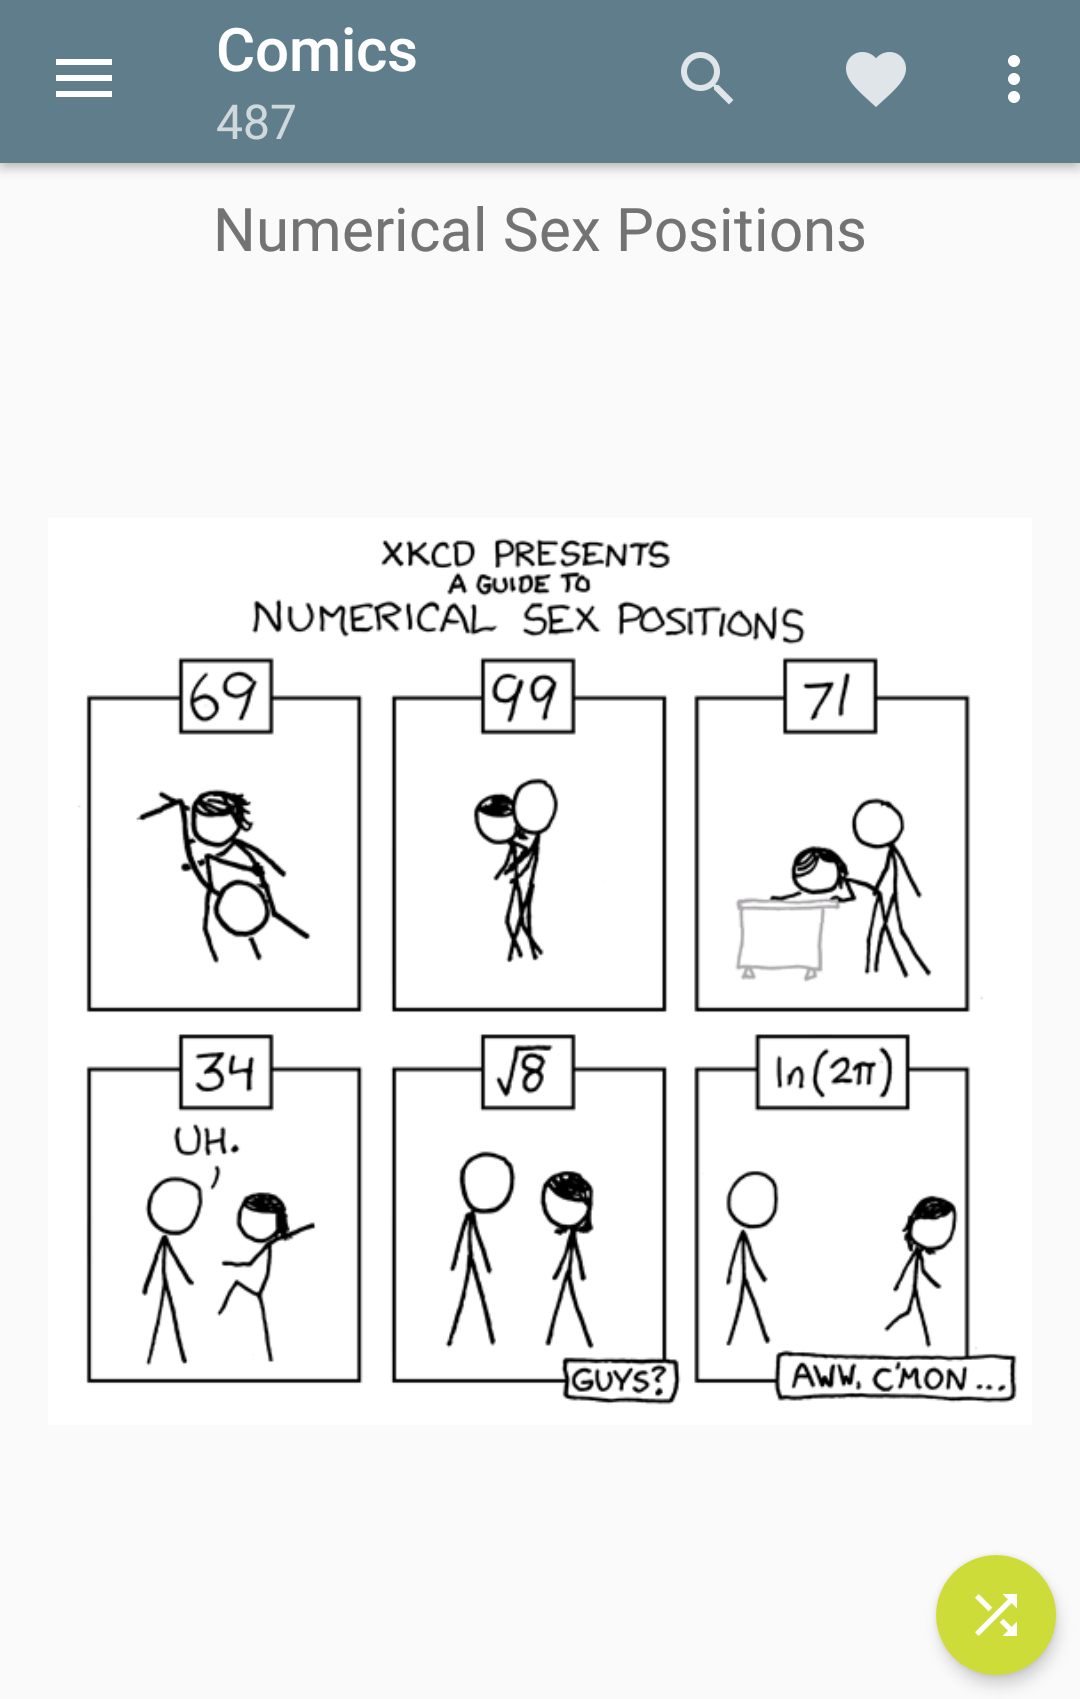 Comics
487
Numerical Sex Positions
XKCD PRESENTS
A GUIDE TO
NUMERICAL SEX POSITIONS
69
99
71
34
√8
ln(2π)
UH.
GUYS?
AWW, C'MON...